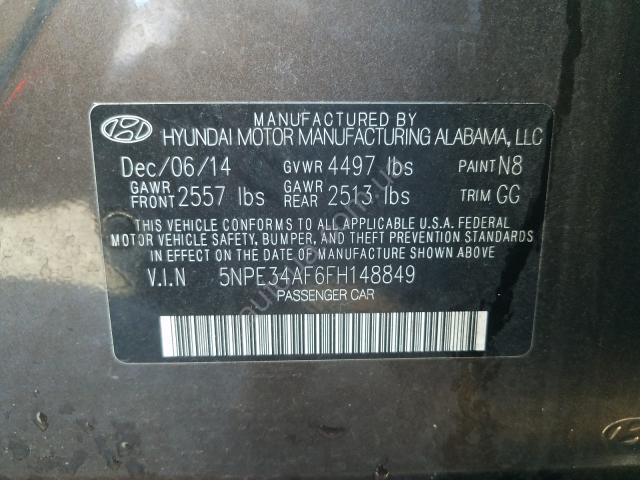 MANUFACTURED BY
HYUNDAI MOTOR MANUFACTURING ALABAMA, LLC
Dec/06/14 GVWR 4497 lbs PAINT N8
GAWR FRONT 2557 lbs GAWR REAR 2513 lbs TRIM GG
THIS VEHICLE CONFORMS TO ALL APPLICABLE U.S.A. FEDERAL
MOTOR VEHICLE SAFETY, BUMPER, AND THEFT PREVENTION STANDARDS
IN EFFECT ON THE DATE OF MANUFACTURE SHOWN ABOVE.
V.I.N 5NPE34AF6FH148849
PASSENGER CAR